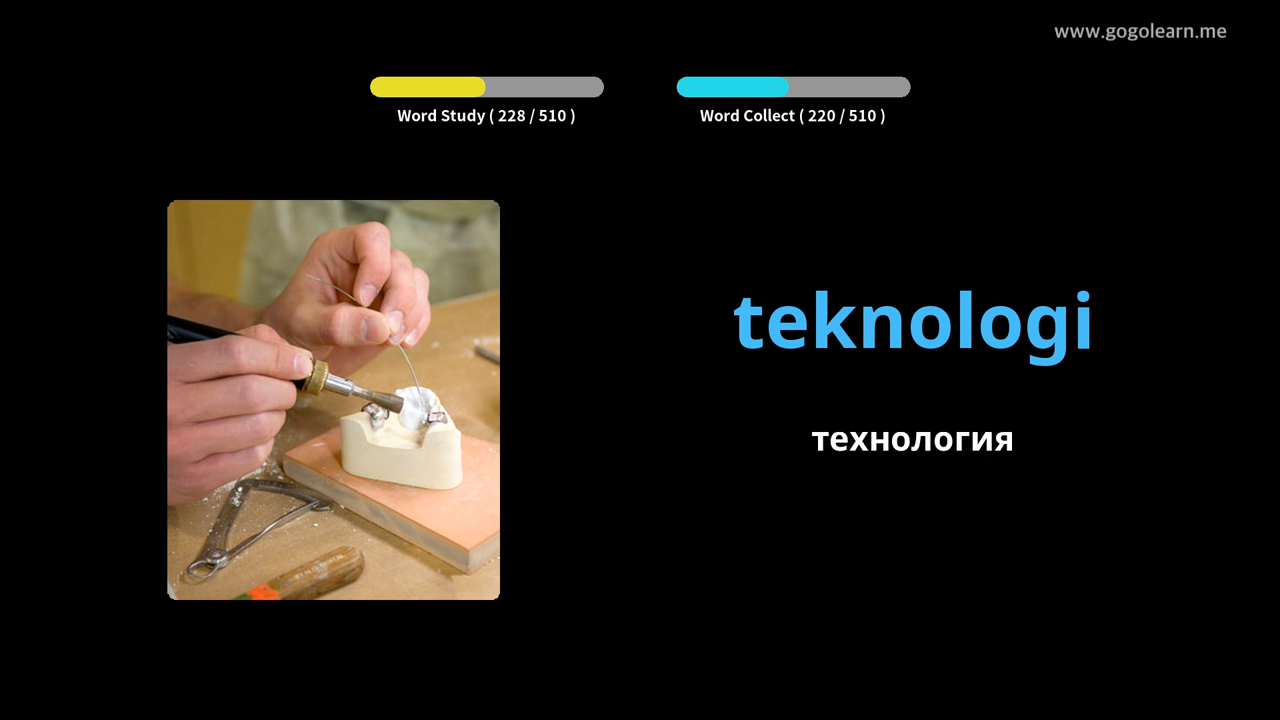 www.gogolearn.me
Word Study ( 228 / 510 )
Word Collect ( 220 / 510 )
teknologi
технология